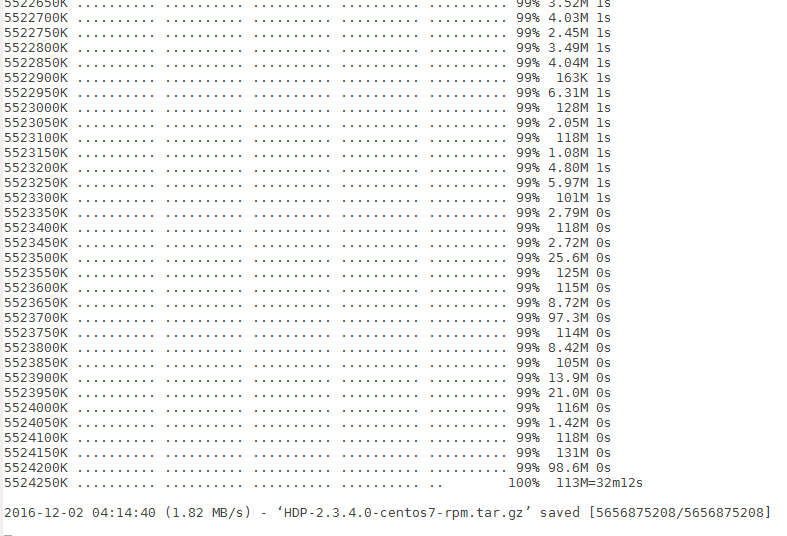 5522650K .......... .......... .......... .......... .......... 99% 3.52M 1s
5522700K .......... .......... .......... .......... .......... 99% 4.03M 1s
5522750K .......... .......... .......... .......... .......... 99% 2.45M 1s
5522800K .......... .......... .......... .......... .......... 99% 3.49M 1s
5522850K .......... .......... .......... .......... .......... 99% 4.04M 1s
5522900K .......... .......... .......... .......... .......... 99%  163K 1s
5522950K .......... .......... .......... .......... .......... 99% 6.31M 1s
5523000K .......... .......... .......... .......... .......... 99%  128M 1s
5523050K .......... .......... .......... .......... .......... 99% 2.05M 1s
5523100K .......... .......... .......... .......... .......... 99%  118M 1s
5523150K .......... .......... .......... .......... .......... 99% 1.08M 1s
5523200K .......... .......... .......... .......... .......... 99% 4.80M 1s
5523250K .......... .......... .......... .......... .......... 99% 5.97M 1s
5523300K .......... .......... .......... .......... .......... 99%  101M 1s
5523350K .......... .......... .......... .......... .......... 99% 2.79M 0s
5523400K .......... .......... .......... .......... .......... 99%  118M 0s
5523450K .......... .......... .......... .......... .......... 99% 2.72M 0s
5523500K .......... .......... .......... .......... .......... 99% 25.6M 0s
5523550K .......... .......... .......... .......... .......... 99%  125M 0s
5523600K .......... .......... .......... .......... .......... 99%  115M 0s
5523650K .......... .......... .......... .......... .......... 99% 8.72M 0s
5523700K .......... .......... .......... .......... .......... 99% 97.3M 0s
5523750K .......... .......... .......... .......... .......... 99%  114M 0s
5523800K .......... .......... .......... .......... .......... 99% 8.42M 0s
5523850K .......... .......... .......... .......... .......... 99%  105M 0s
5523900K .......... .......... .......... .......... .......... 99% 13.9M 0s
5523950K .......... .......... .......... .......... .......... 99% 21.0M 0s
5524000K .......... .......... .......... .......... .......... 99%  116M 0s
5524050K .......... .......... .......... .......... .......... 99% 1.42M 0s
5524100K .......... .......... .......... .......... .......... 99%  118M 0s
5524150K .......... .......... .......... .......... .......... 99%  131M 0s
5524200K .......... .......... .......... .......... .......... 99% 98.6M 0s
5524250K .......... .......... .......... .......... ..        100%  113M=32m12s
2016-12-02 04:14:40 (1.82 MB/s) - ‘HDP-2.3.4.0-centos7-rpm.tar.gz’ saved [5656875208/5656875208]